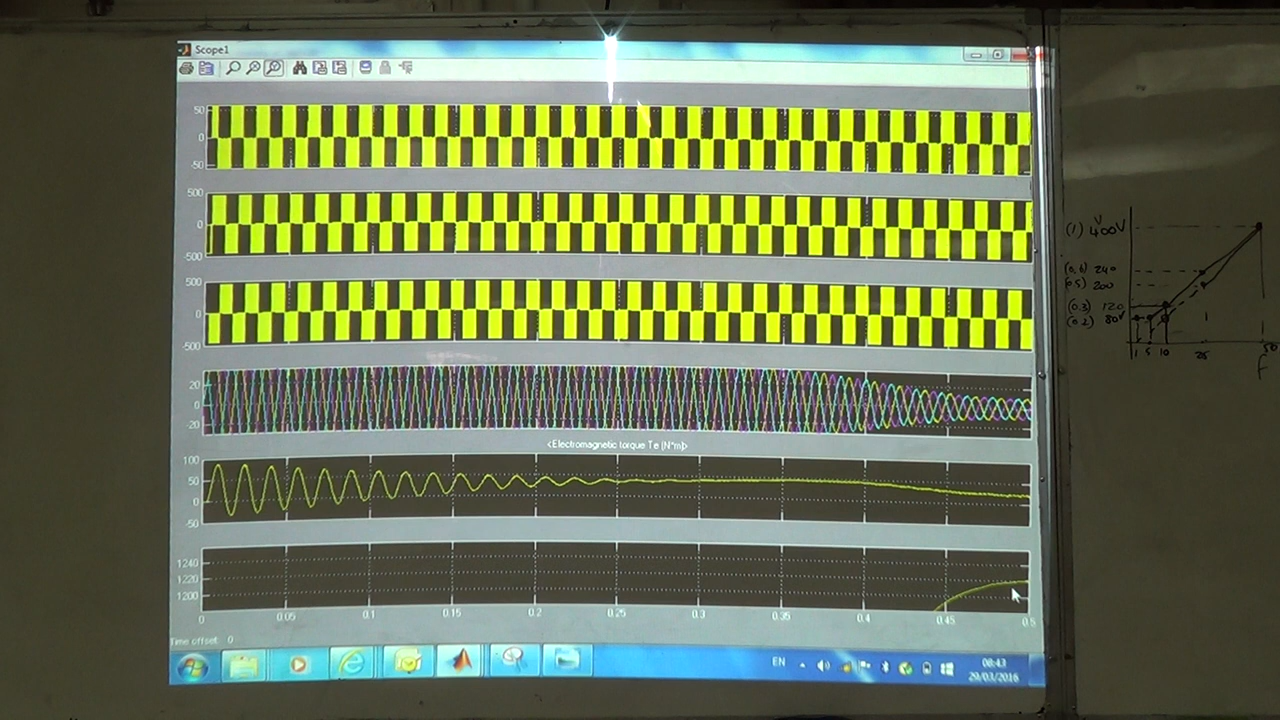 Scope1
50
0
-50
500
0
-500
500
0
-500
20
0
-20
<Electromagnetic torque Te (N*m)>
100
50
0
-50
1240
1220
1200
0 0.05 0.1 0.15 0.2 0.25 0.3 0.35 0.4 0.45 0.5
Time offset: 0
EN
08:43
29/03/2016
V
(1) 400V
(0.6) 240
(0.5) 200
(0.3) 120
(0.2) 80V
1 5 10 25 50
F